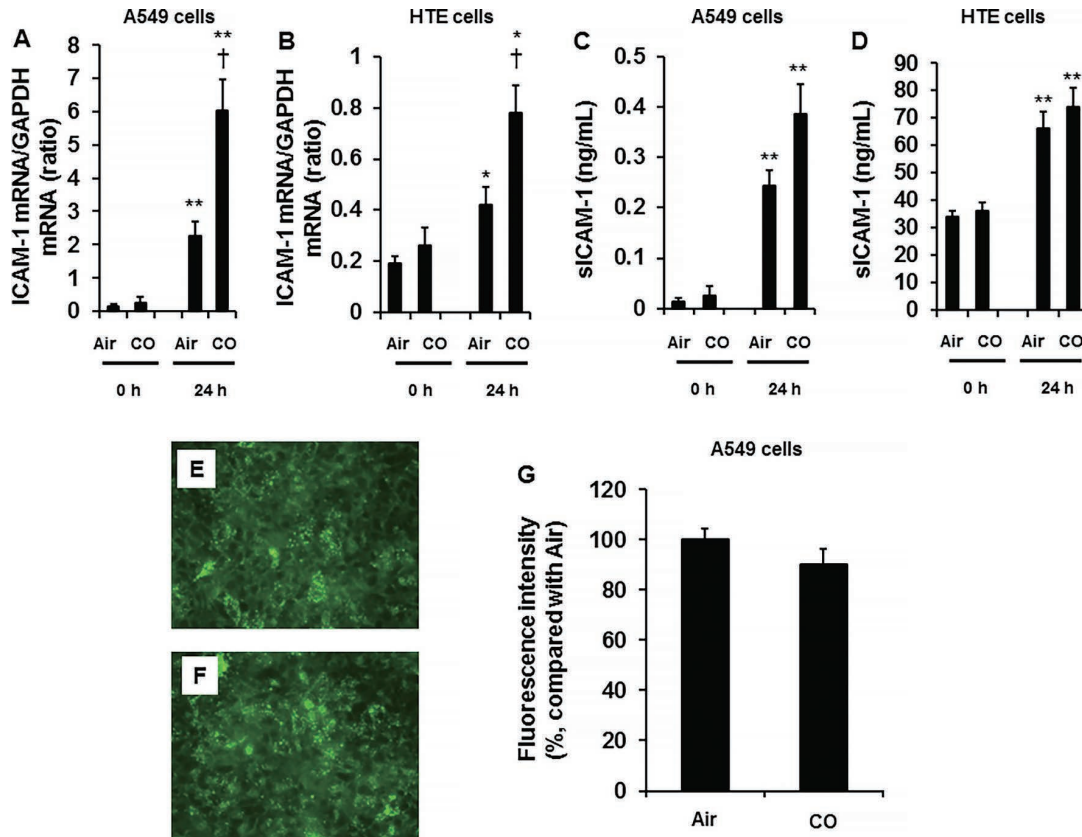 A549 cells
A
ICAM-1 mRNA/GAPDH
mRNA (ratio)
8
7
6
5
4
3
2
1
0
**
**
†
Air CO Air CO
0 h 24 h
HTE cells
B
ICAM-1 mRNA/GAPDH
mRNA (ratio)
1
0.8
0.6
0.4
0.2
0
*
*
†
Air CO Air CO
0 h 24 h
A549 cells
C
sICAM-1 (ng/mL)
0.5
0.4
0.3
0.2
0.1
0
**
**
Air CO Air CO
0 h 24 h
HTE cells
D
sICAM-1 (ng/mL)
90
80
70
60
50
40
30
20
10
0
**
**
Air CO Air CO
0 h 24 h
E
F
A549 cells
G
Fluorescence intensity
(%, compared with Air)
120
100
80
60
40
20
0
Air CO